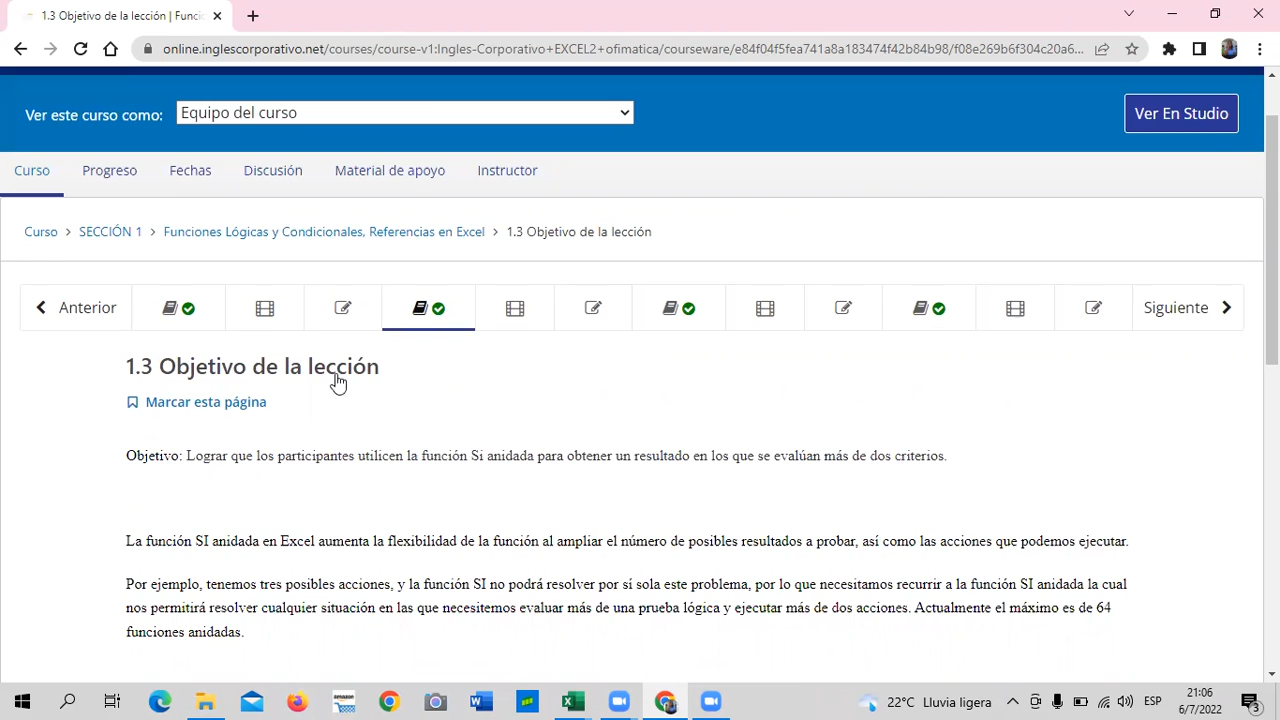 1.3 Objetivo de la lección | Funci
online.inglescorporativo.net/courses/course-v1:Ingles-Corporativo+EXCEL2+ofimatica/courseware/e84f04f5fea741a8a183474f42b84b98/f08e269b6f304c20a6...
Ver este curso como:
Equipo del curso
Ver En Studio
Curso
Progreso
Fechas
Discusión
Material de apoyo
Instructor
Curso > SECCIÓN 1 > Funciones Lógicas y Condicionales, Referencias en Excel > 1.3 Objetivo de la lección
Anterior
Siguiente
1.3 Objetivo de la lección
Marcar esta página
Objetivo: Lograr que los participantes utilicen la función Si anidada para obtener un resultado en los que se evalúan más de dos criterios.
La función SI anidada en Excel aumenta la flexibilidad de la función al ampliar el número de posibles resultados a probar, así como las acciones que podemos ejecutar.
Por ejemplo, tenemos tres posibles acciones, y la función SI no podrá resolver por sí sola este problema, por lo que necesitamos recurrir a la función SI anidada la cual
nos permitirá resolver cualquier situación en las que necesitemos evaluar más de una prueba lógica y ejecutar más de dos acciones. Actualmente el máximo es de 64
funciones anidadas.
amazon
22°C Lluvia ligera
ESP
21:06
6/7/2022
3